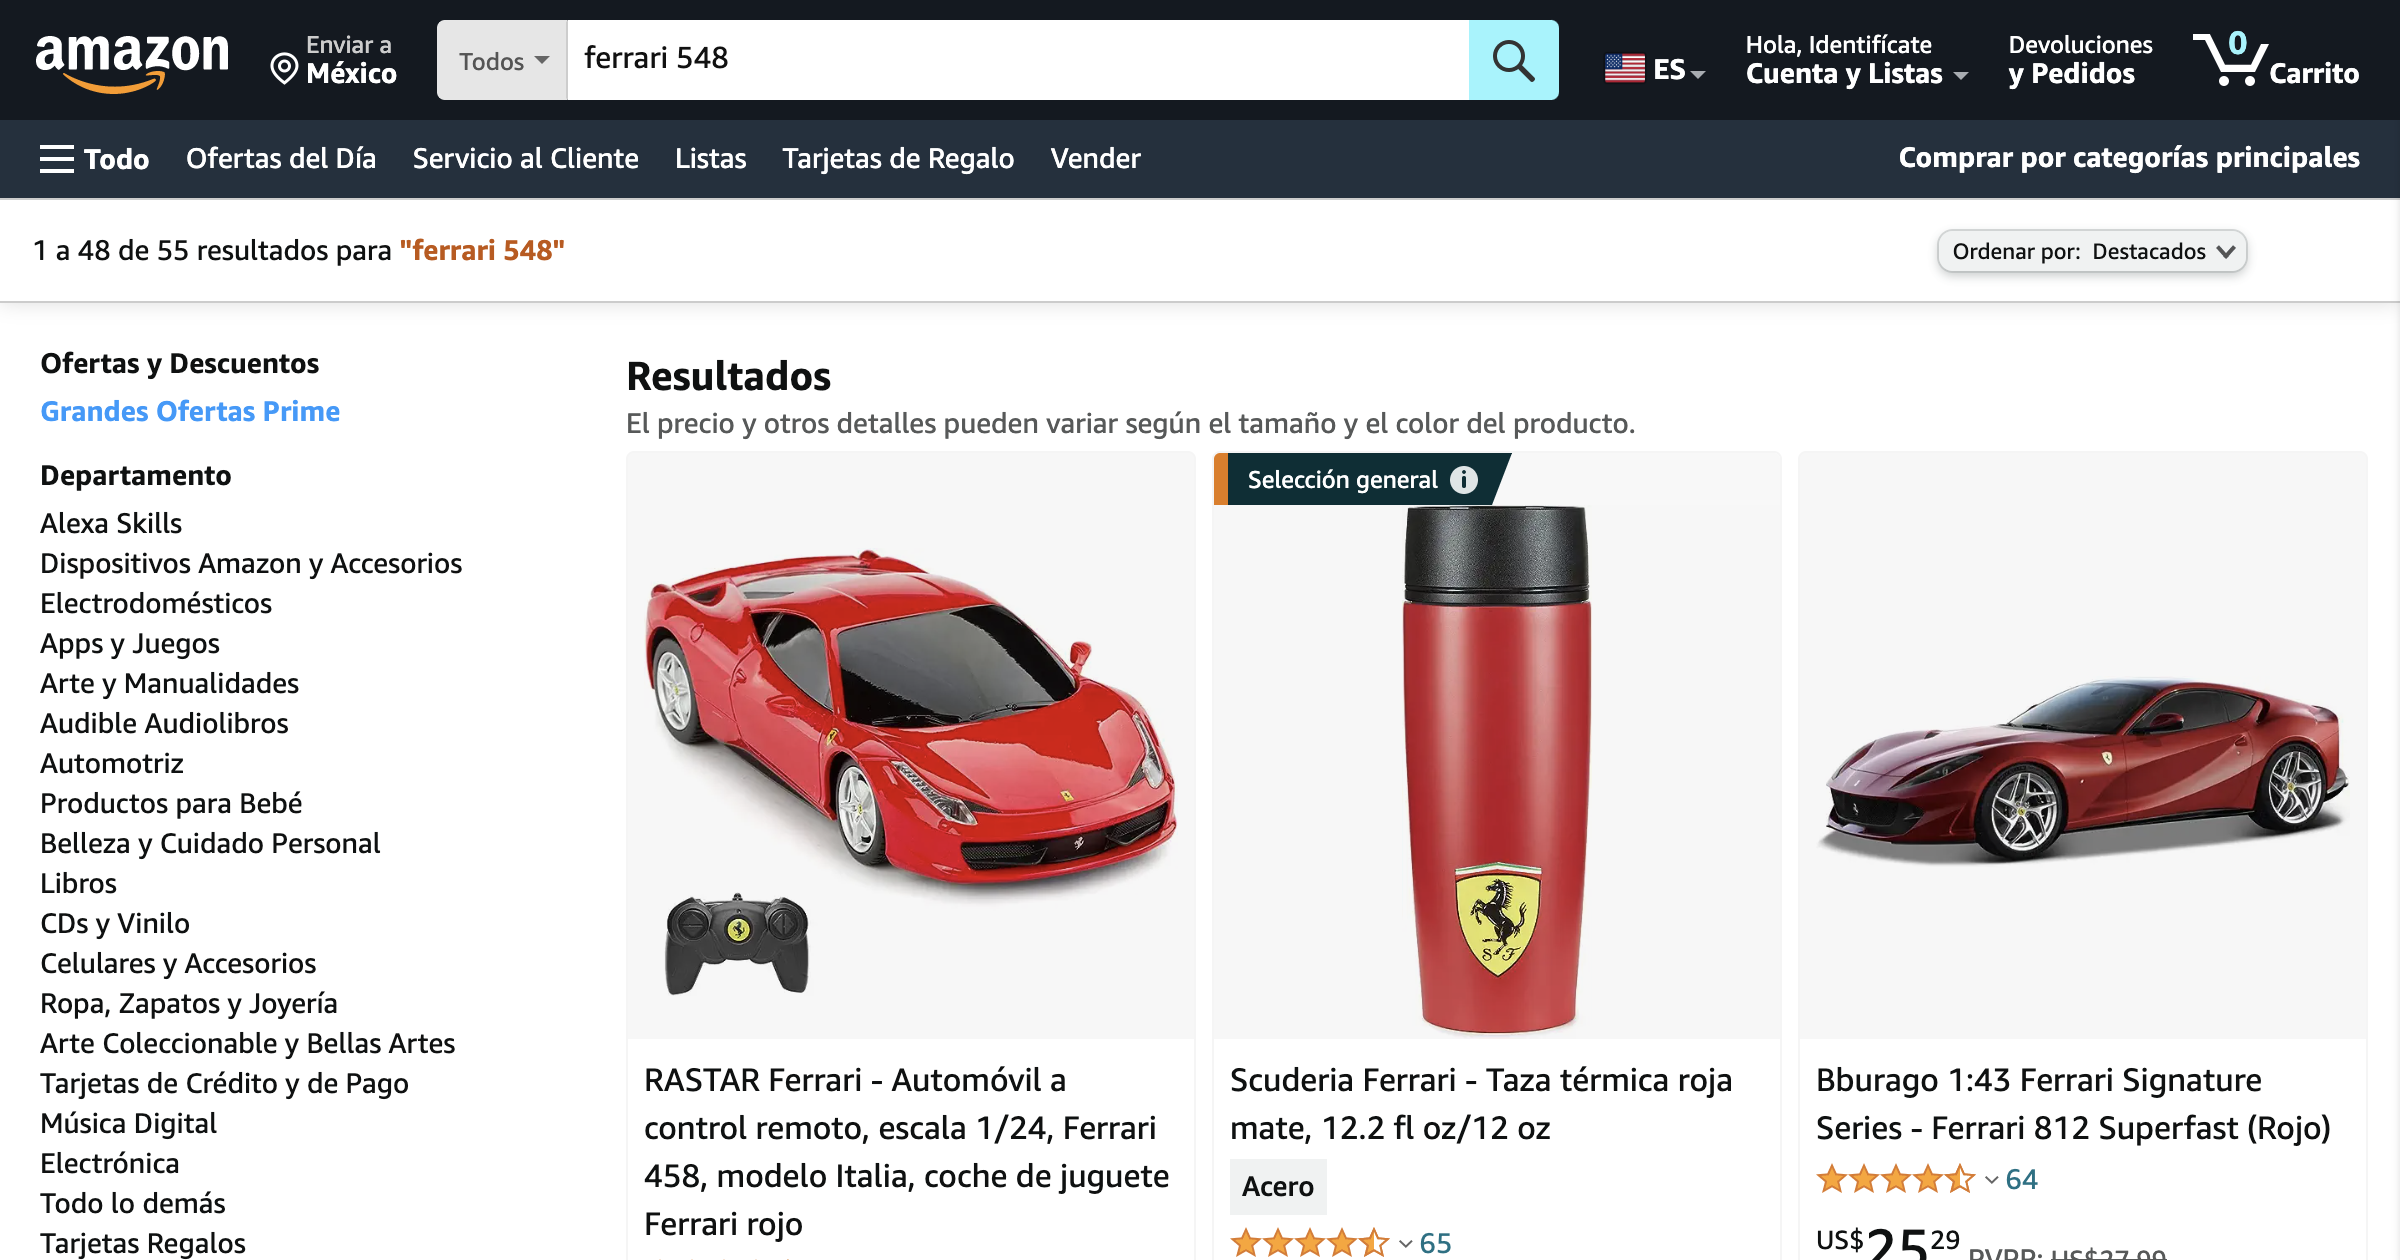 amazon
Enviar a
México
Todos
ferrari 548
ES
Hola, Identifícate
Cuenta y Listas
Devoluciones
y Pedidos
0
Carrito
Todo
Ofertas del Día
Servicio al Cliente
Listas
Tarjetas de Regalo
Vender
Comprar por categorías principales
1 a 48 de 55 resultados para "ferrari 548"
Ordenar por: Destacados
Ofertas y Descuentos
Grandes Ofertas Prime
Departamento
Alexa Skills
Dispositivos Amazon y Accesorios
Electrodomésticos
Apps y Juegos
Arte y Manualidades
Audible Audiolibros
Automotriz
Productos para Bebé
Belleza y Cuidado Personal
Libros
CDs y Vinilo
Celulares y Accesorios
Ropa, Zapatos y Joyería
Arte Coleccionable y Bellas Artes
Tarjetas de Crédito y de Pago
Música Digital
Electrónica
Todo lo demás
Tarjetas Regalos
Resultados
El precio y otros detalles pueden variar según el tamaño y el color del producto.
RASTAR Ferrari - Automóvil a
control remoto, escala 1/24, Ferrari
458, modelo Italia, coche de juguete
Ferrari rojo
Selección general
S F
Scuderia Ferrari - Taza térmica roja
mate, 12.2 fl oz/12 oz
Acero
65
Bburago 1:43 Ferrari Signature
Series - Ferrari 812 Superfast (Rojo)
64
US$2529 PVPR: US$27.99